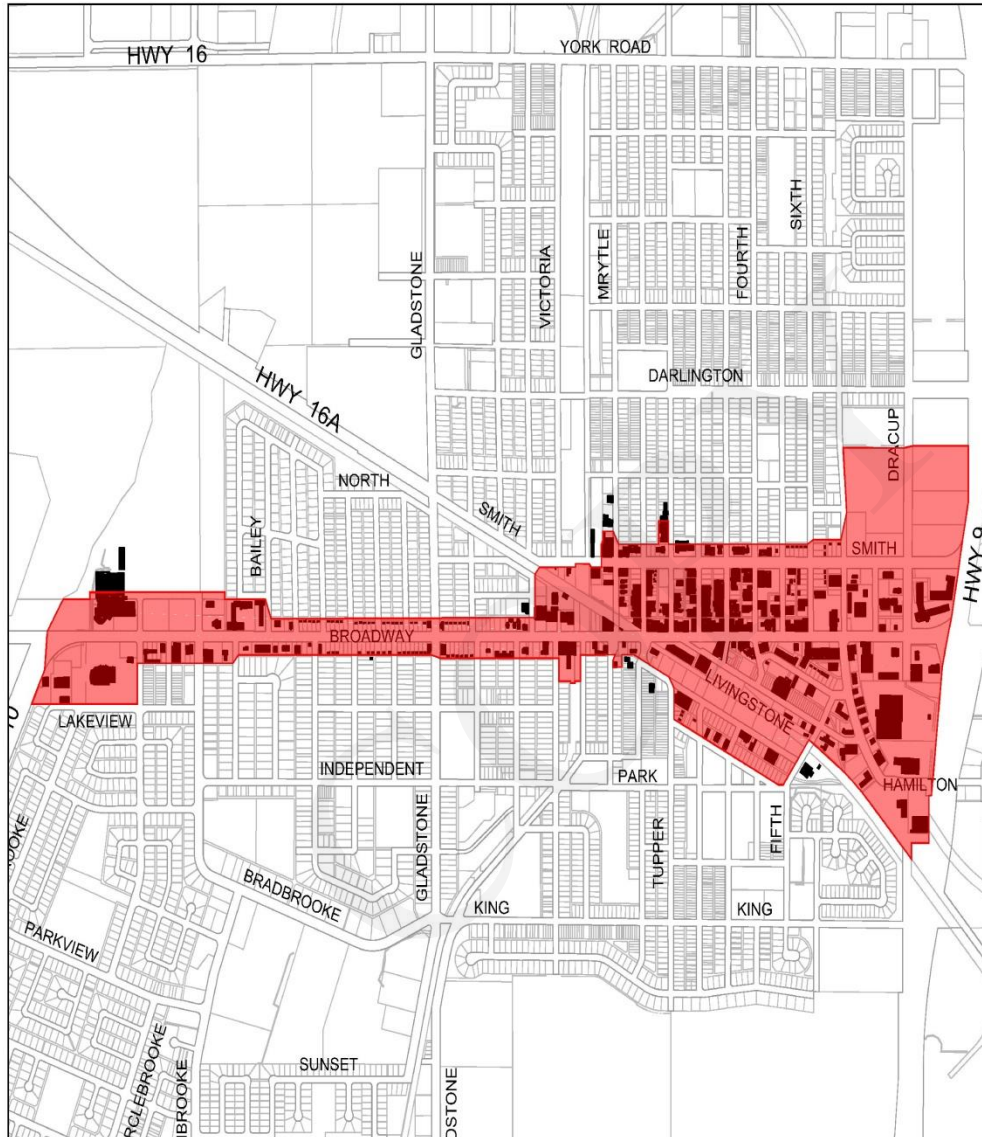 YORK ROAD
HWY 16
SIXTH
FOURTH
MRYTLE
VICTORIA
GLADSTONE
DARLINGTON
HWY 16A
DRACUP
NORTH
SMITH
BAILEY
SMITH
HWY 9
BROADWAY
LIVINGSTONE
LAKEVIEW
INDEPENDENT
PARK
HAMILTON
GLADSTONE
TUPPER
FIFTH
BRADBROOKE
KING
KING
PARKVIEW
SUNSET